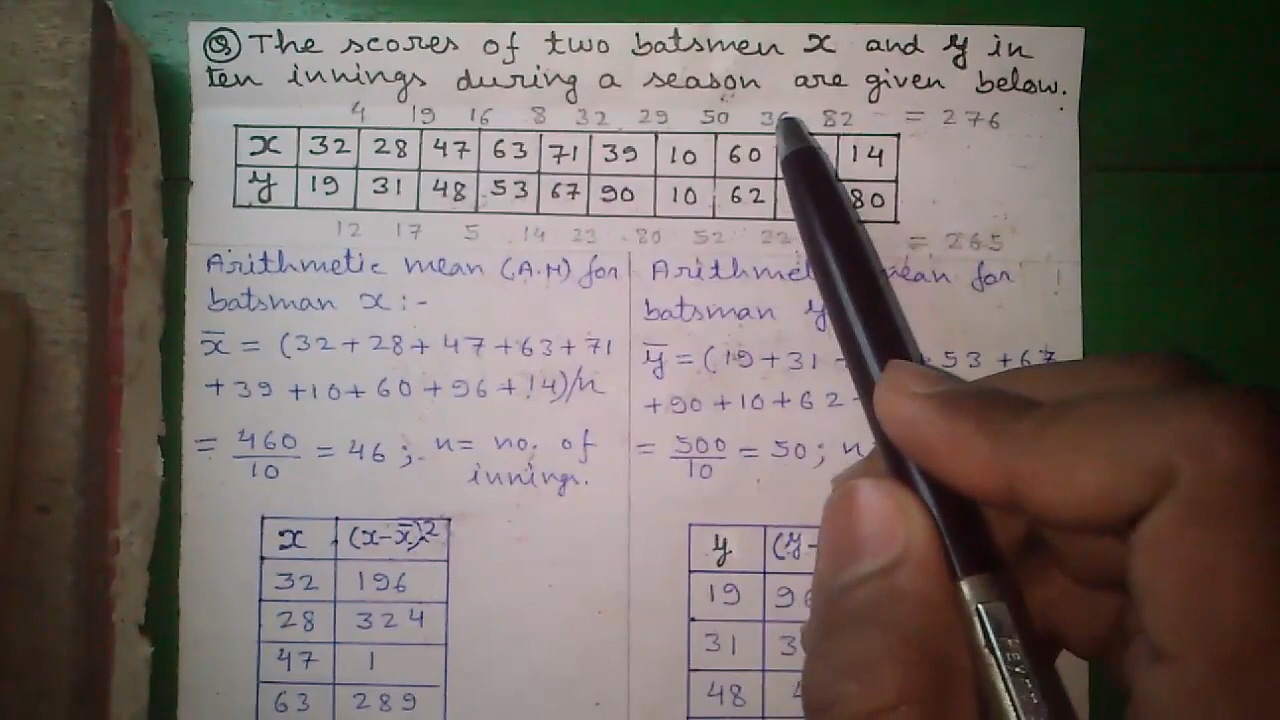 Q The scores of two batsmen x and y in
ten innings during a season are given below.
4 19 16 8 32 29 50 36 82 = 276
x 32 28 47 63 71 39 10 60 14
y 19 31 48 53 67 90 10 62 80
12 17 5 14 23 80 52 22 = 265
Arithmetic mean (A.M) for
batsman x :-
x̄ = (32+28+47+63+71
+39+10+60+96+14)/n
= 460/10 = 46 ; n = no. of
innings.
x (x-x̄)²
32 196
28 324
47 1
63 289
mean for
batsman y
ȳ = (19+31 53+67
+90+10+62
= 500/10 = 50 ; n
y (y-
19
31
48